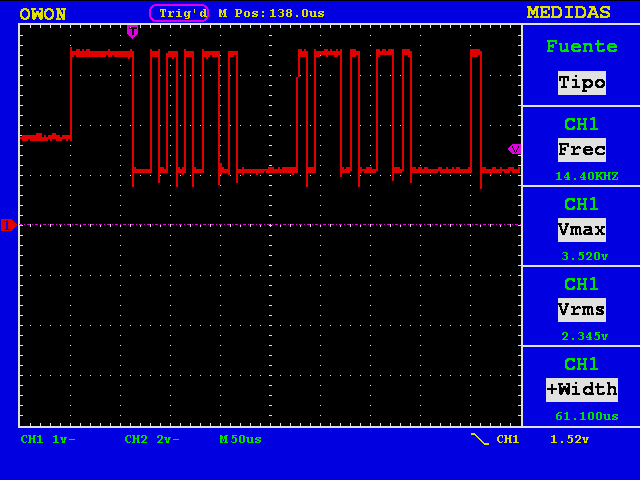 OWON Trig'd M Pos:138.0us MEDIDAS
T
Fuente
Tipo
CH1
Frec
14.40KHZ
V
CH1
Vmax
3.520v
1
CH1
Vrms
2.345v
CH1
+Width
61.100us
CH1 1v~ CH2 2v~ M 50us CH1 1.52v